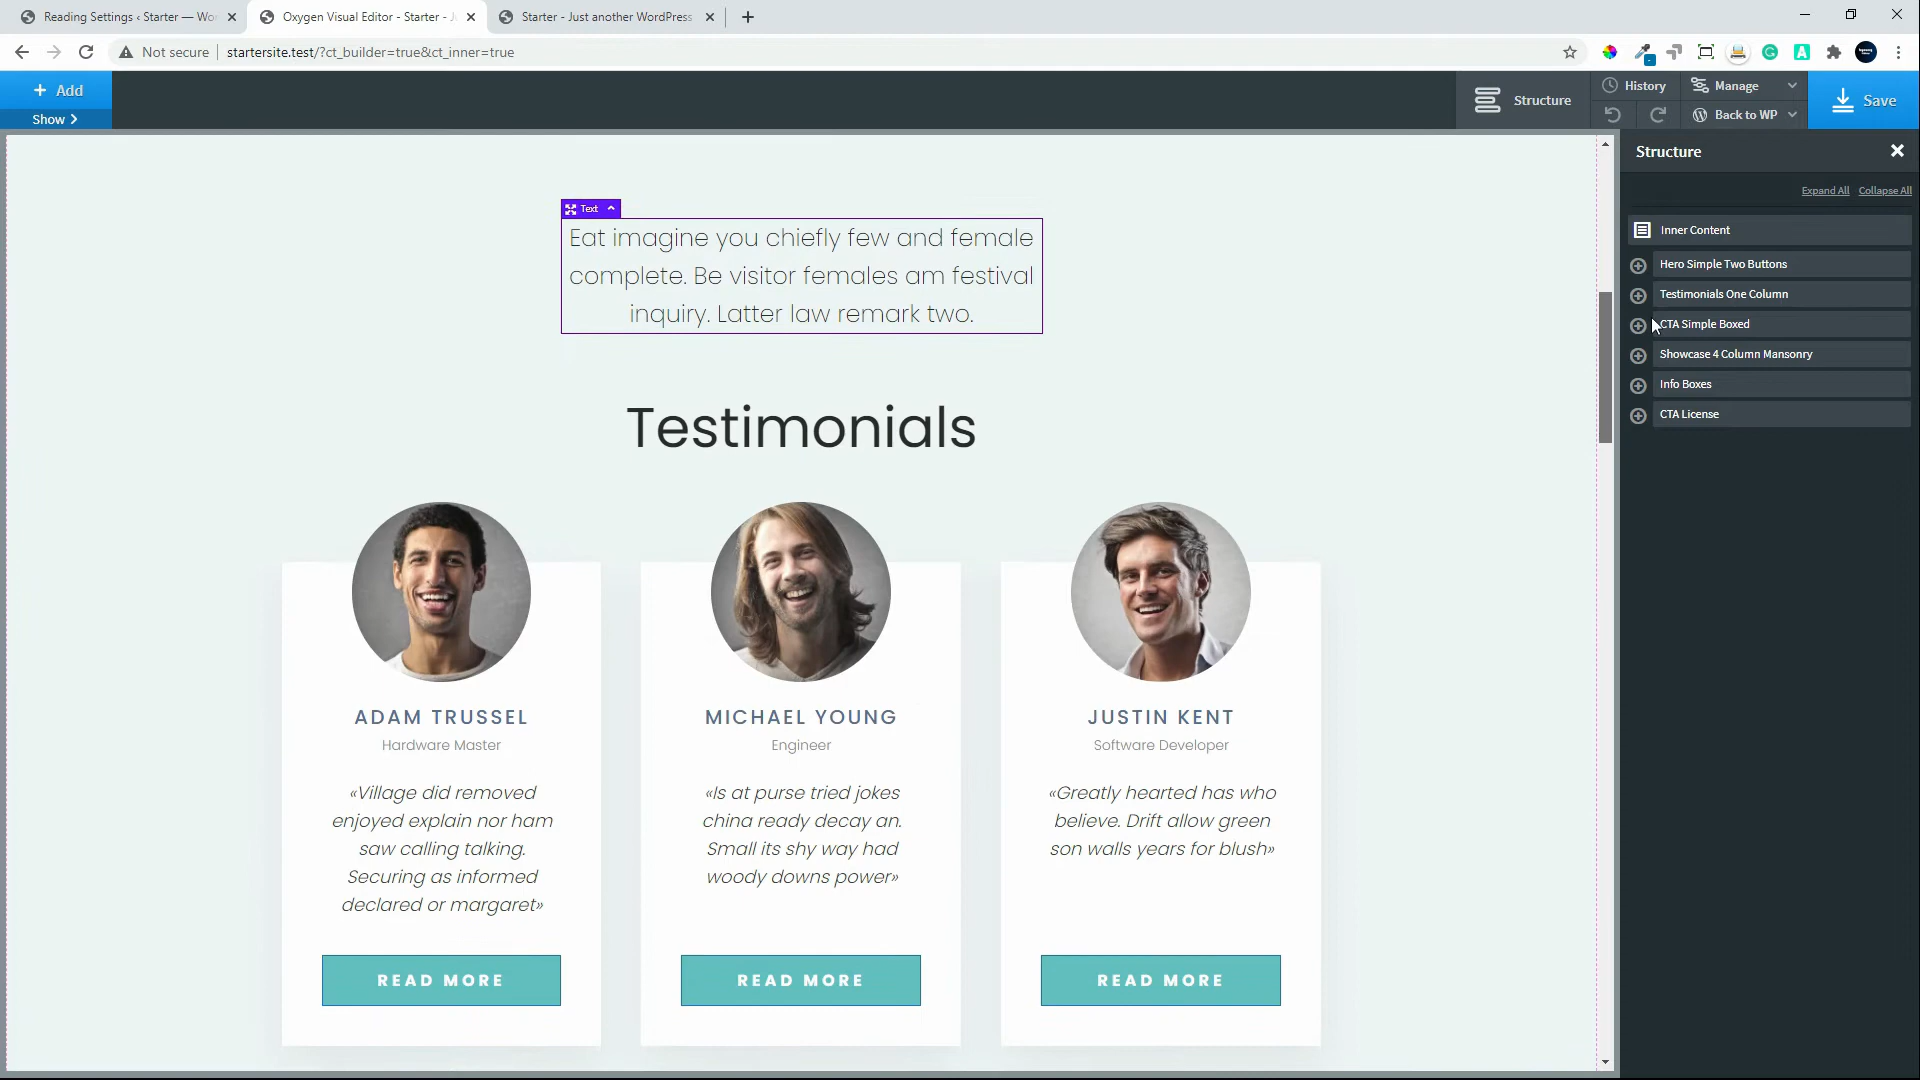 Reading Settings ‹ Starter — Wor
Oxygen Visual Editor - Starter - J
Starter - Just another WordPress
Not secure
startersite.test/?ct_builder=true&ct_inner=true
+ Add
Show
Structure
History
Manage
Back to WP
Save
Structure
Expand All
Collapse All
Inner Content
Hero Simple Two Buttons
Testimonials One Column
CTA Simple Boxed
Showcase 4 Column Mansonry
Info Boxes
CTA License
Text
Eat imagine you chiefly few and female
complete. Be visitor females am festival
inquiry. Latter law remark two.
Testimonials
ADAM TRUSSEL
Hardware Master
«Village did removed
enjoyed explain nor ham
saw calling talking.
Securing as informed
declared or margaret»
READ MORE
MICHAEL YOUNG
Engineer
«Is at purse tried jokes
china ready decay an.
Small its shy way had
woody downs power»
READ MORE
JUSTIN KENT
Software Developer
«Greatly hearted has who
believe. Drift allow green
son walls years for blush»
READ MORE